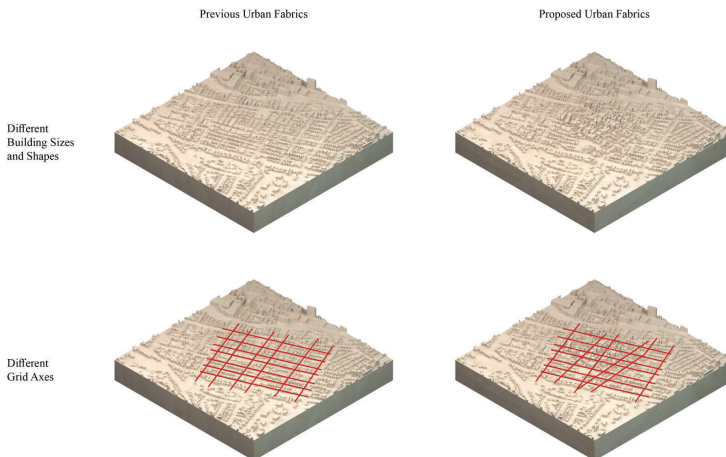 Previous Urban Fabrics
Proposed Urban Fabrics
Different
Building Sizes
and Shapes
Different
Grid Axes